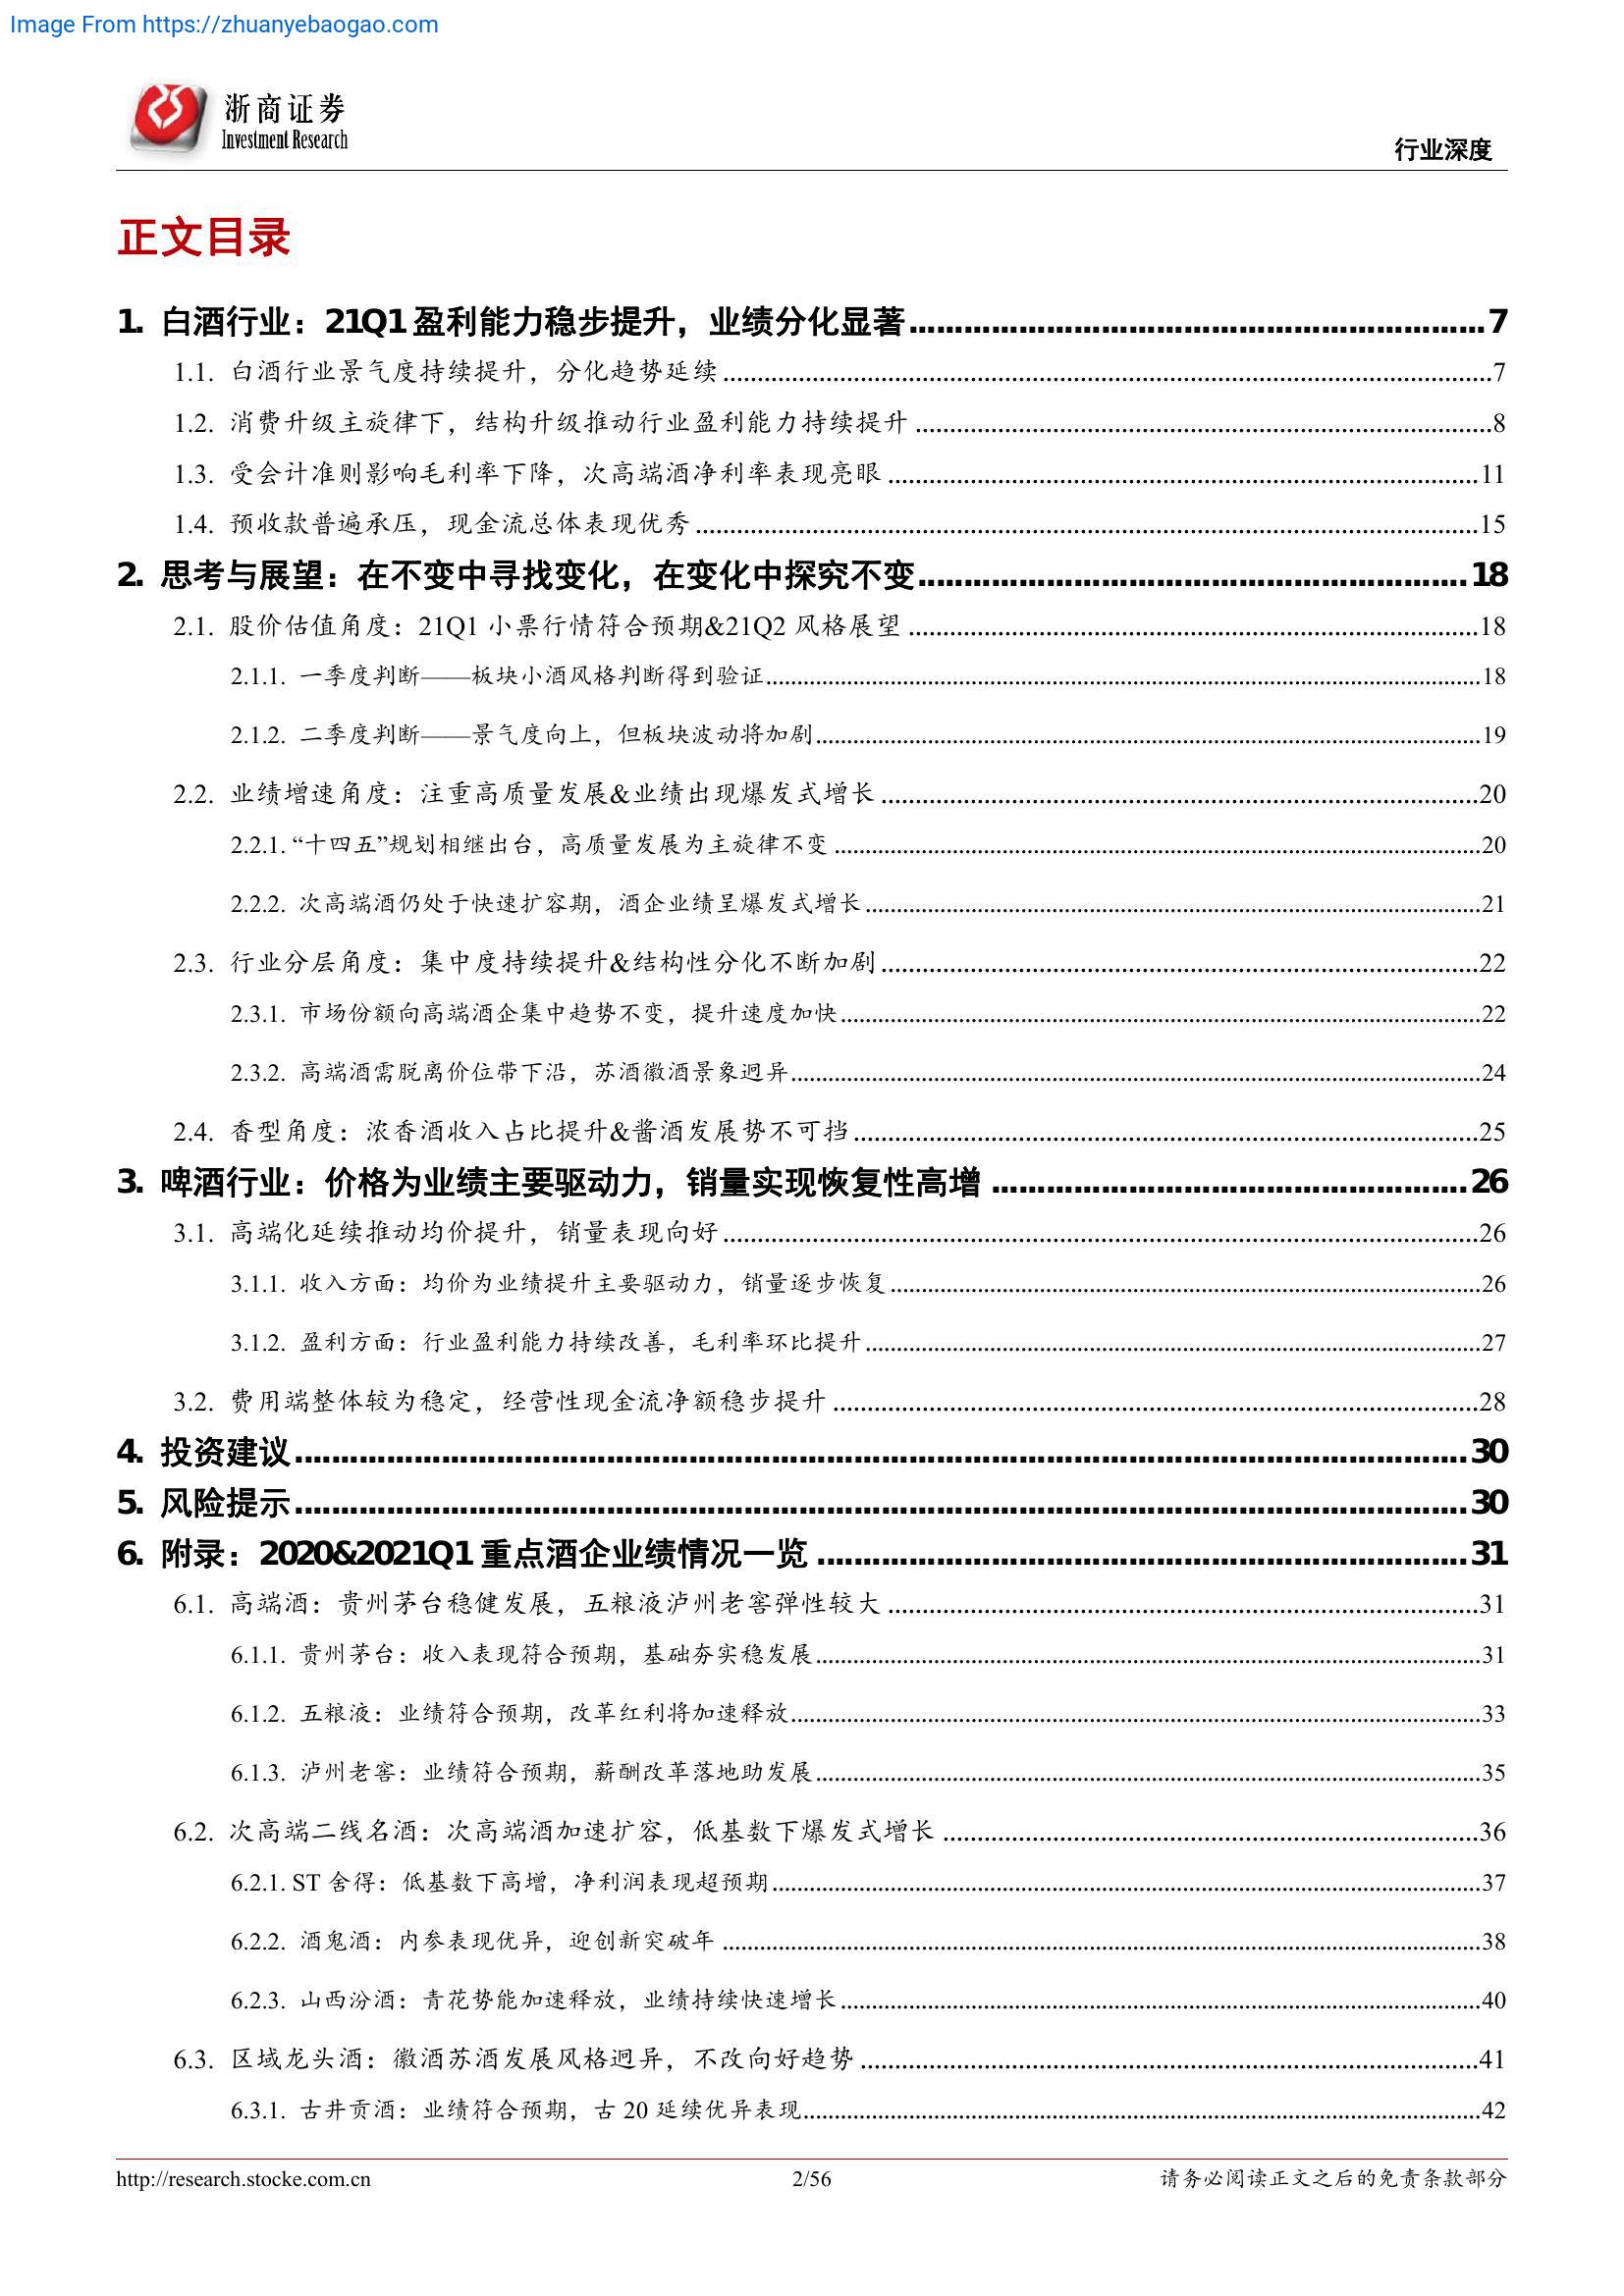 Image From https://zhuanyebaogao.com
浙商证券
Investment Research
行业深度
正文目录
1. 白酒行业：21Q1 盈利能力稳步提升，业绩分化显著 7
1.1. 白酒行业景气度持续提升，分化趋势延续 7
1.2. 消费升级主旋律下，结构升级推动行业盈利能力持续提升 8
1.3. 受会计准则影响毛利率下降，次高端酒净利率表现亮眼 11
1.4. 预收款普遍承压，现金流总体表现优秀 15
2. 思考与展望：在不变中寻找变化，在变化中探究不变 18
2.1. 股价估值角度：21Q1 小票行情符合预期&21Q2 风格展望 18
2.1.1. 一季度判断——板块小酒风格判断得到验证 18
2.1.2. 二季度判断——景气度向上，但板块波动将加剧 19
2.2. 业绩增速角度：注重高质量发展&业绩出现爆发式增长 20
2.2.1. “十四五”规划相继出台，高质量发展为主旋律不变 20
2.2.2. 次高端酒仍处于快速扩容期，酒企业绩呈爆发式增长 21
2.3. 行业分层角度：集中度持续提升&结构性分化不断加剧 22
2.3.1. 市场份额向高端酒企集中趋势不变，提升速度加快 22
2.3.2. 高端酒需脱离价位带下沿，苏酒徽酒景象迥异 24
2.4. 香型角度：浓香酒收入占比提升&酱酒发展势不可挡 25
3. 啤酒行业：价格为业绩主要驱动力，销量实现恢复性高增 26
3.1. 高端化延续推动均价提升，销量表现向好 26
3.1.1. 收入方面：均价为业绩提升主要驱动力，销量逐步恢复 26
3.1.2. 盈利方面：行业盈利能力持续改善，毛利率环比提升 27
3.2. 费用端整体较为稳定，经营性现金流净额稳步提升 28
4. 投资建议 30
5. 风险提示 30
6. 附录：2020&2021Q1 重点酒企业绩情况一览 31
6.1. 高端酒：贵州茅台稳健发展，五粮液泸州老窖弹性较大 31
6.1.1. 贵州茅台：收入表现符合预期，基础夯实稳发展 31
6.1.2. 五粮液：业绩符合预期，改革红利将加速释放 33
6.1.3. 泸州老窖：业绩符合预期，薪酬改革落地助发展 35
6.2. 次高端二线名酒：次高端酒加速扩容，低基数下爆发式增长 36
6.2.1. ST 舍得：低基数下高增，净利润表现超预期 37
6.2.2. 酒鬼酒：内参表现优异，迎创新突破年 38
6.2.3. 山西汾酒：青花势能加速释放，业绩持续快速增长 40
6.3. 区域龙头酒：徽酒苏酒发展风格迥异，不改向好趋势 41
6.3.1. 古井贡酒：业绩符合预期，古 20 延续优异表现 42
http://research.stocke.com.cn 2/56 请务必阅读正文之后的免责条款部分